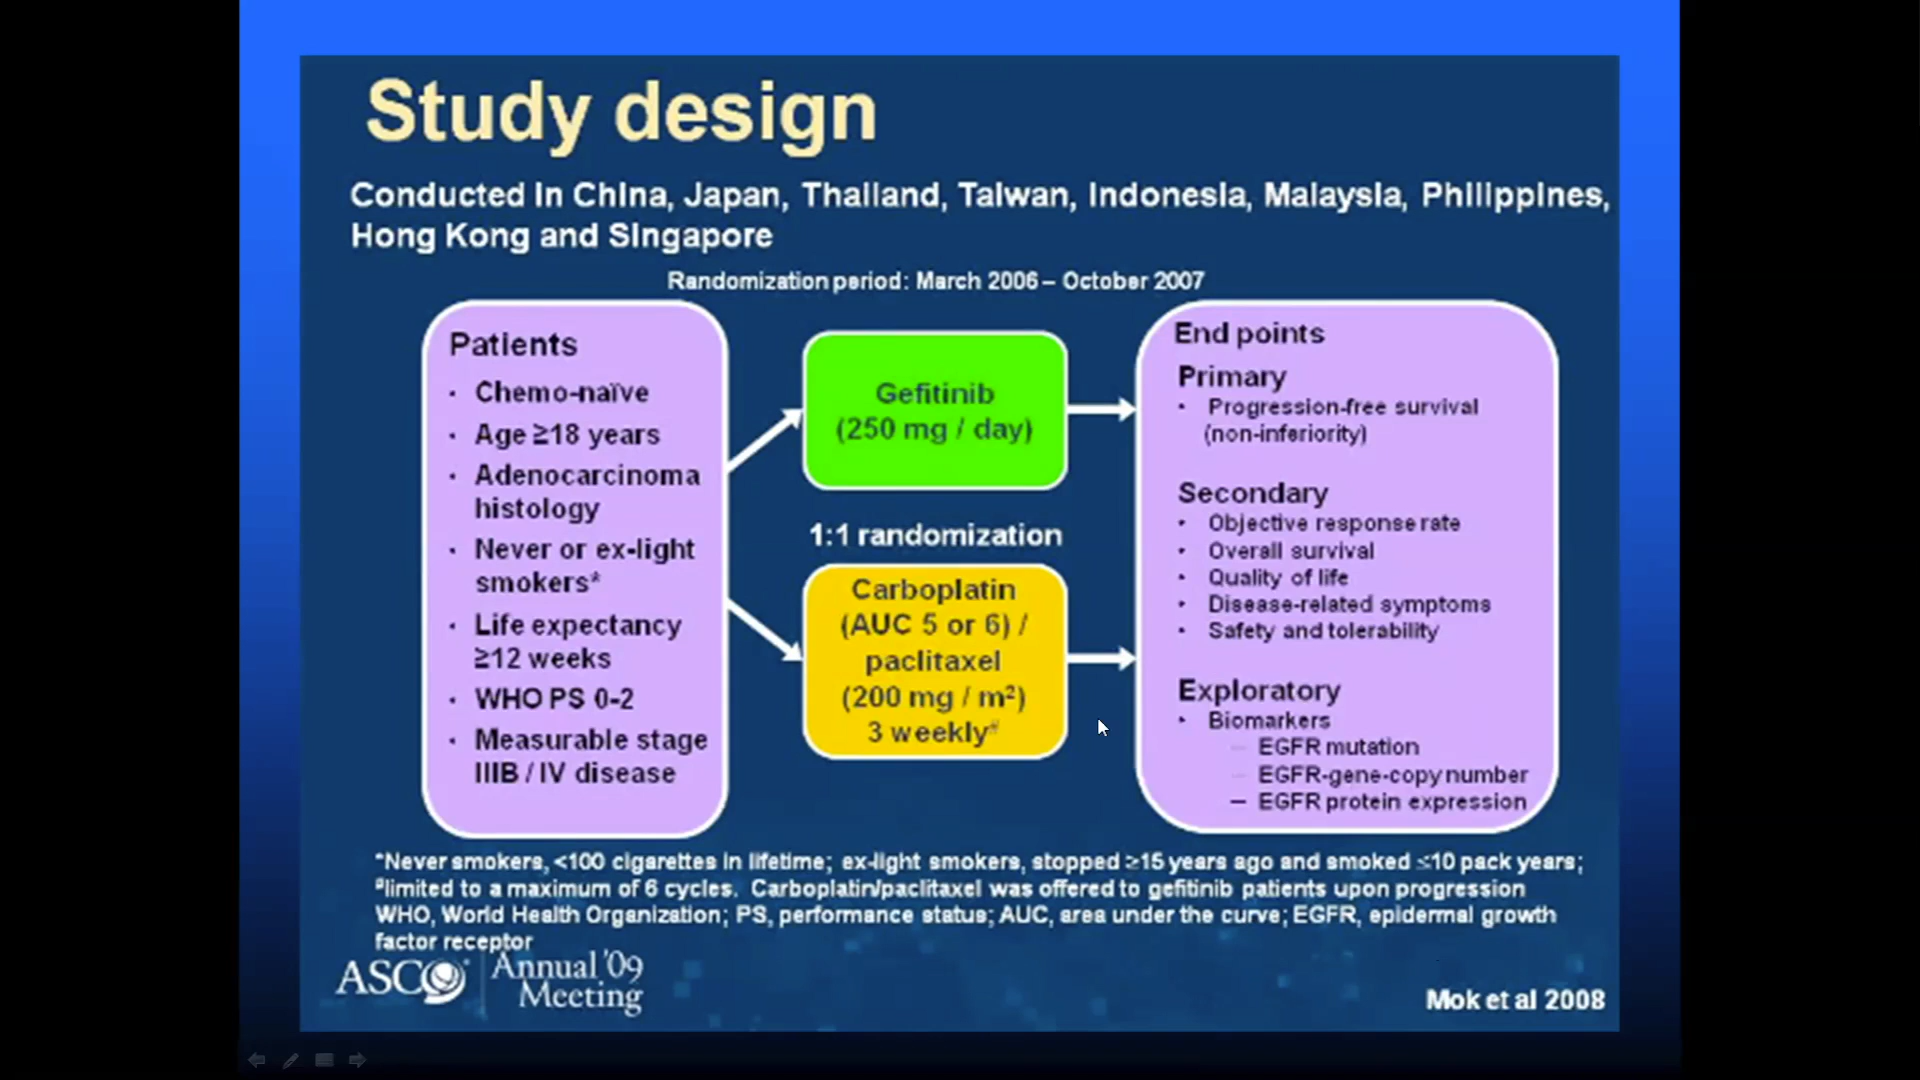 Study design
Conducted in China, Japan, Thailand, Taiwan, Indonesia, Malaysia, Philippines,
Hong Kong and Singapore
Randomization period: March 2006 – October 2007
Patients
· Chemo-naïve
· Age ≥18 years
· Adenocarcinoma
histology
· Never or ex-light
smokers*
· Life expectancy
≥12 weeks
· WHO PS 0-2
· Measurable stage
IIIB / IV disease
Gefitinib
(250 mg / day)
1:1 randomization
Carboplatin
(AUC 5 or 6) /
paclitaxel
(200 mg / m²)
3 weekly#
End points
Primary
· Progression-free survival
(non-inferiority)
Secondary
· Objective response rate
· Overall survival
· Quality of life
· Disease-related symptoms
· Safety and tolerability
Exploratory
· Biomarkers
– EGFR mutation
– EGFR-gene-copy number
– EGFR protein expression
*Never smokers, <100 cigarettes in lifetime; ex-light smokers, stopped ≥15 years ago and smoked ≤10 pack years;
#limited to a maximum of 6 cycles. Carboplatin/paclitaxel was offered to gefitinib patients upon progression
WHO, World Health Organization; PS, performance status; AUC, area under the curve; EGFR, epidermal growth
factor receptor
ASCO Annual '09
Meeting
Mok et al 2008